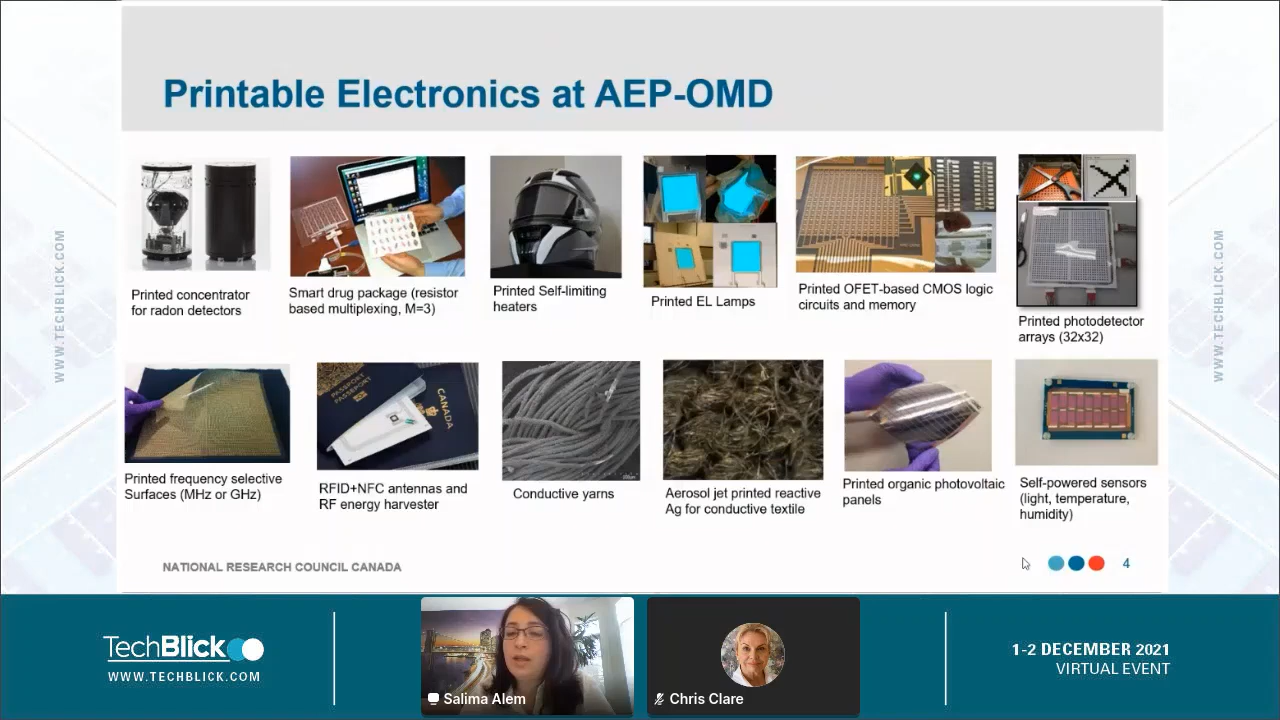 Printable Electronics at AEP-OMD
Printed concentrator
for radon detectors
Smart drug package (resistor
based multiplexing, M=3)
Printed Self-limiting
heaters
Printed EL Lamps
Printed OFET-based CMOS logic
circuits and memory
Printed photodetector
arrays (32x32)
PASSPORT
PASSEPORT
CANADA
Printed frequency selective
Surfaces (MHz or GHz)
RFID+NFC antennas and
RF energy harvester
Conductive yarns
Aerosol jet printed reactive
Ag for conductive textile
Printed organic photovoltaic
panels
Self-powered sensors
(light, temperature,
humidity)
NATIONAL RESEARCH COUNCIL CANADA
4
WWW.TECHBLICK.COM
WWW.TECHBLICK.COM
TechBlick
WWW.TECHBLICK.COM
Salima Alem
Chris Clare
1-2 DECEMBER 2021
VIRTUAL EVENT